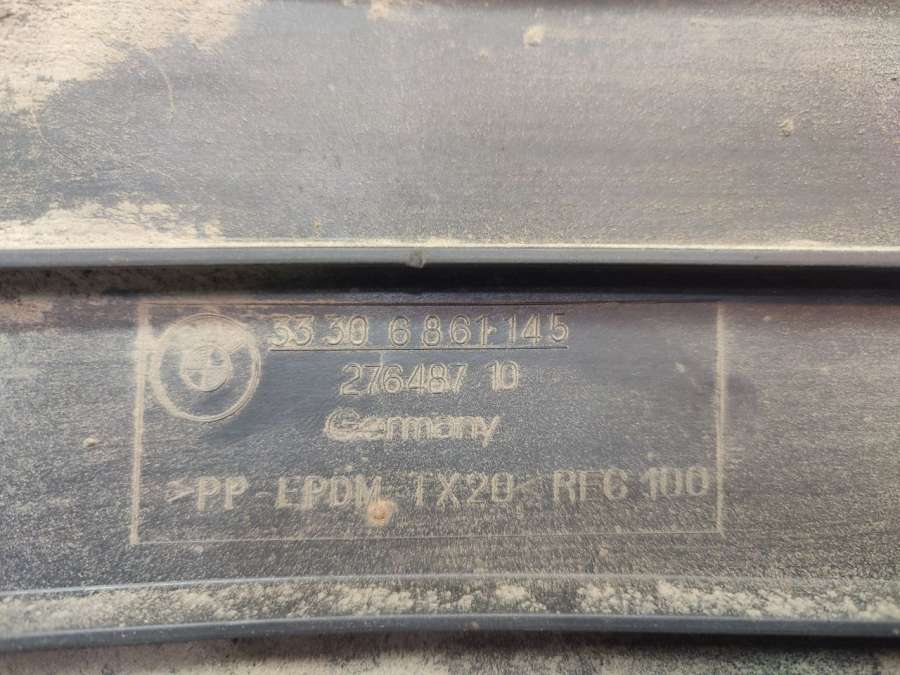 33 30 6 861 145
276487 10
Germany
>PP-EPDM-TX20< RFC 100